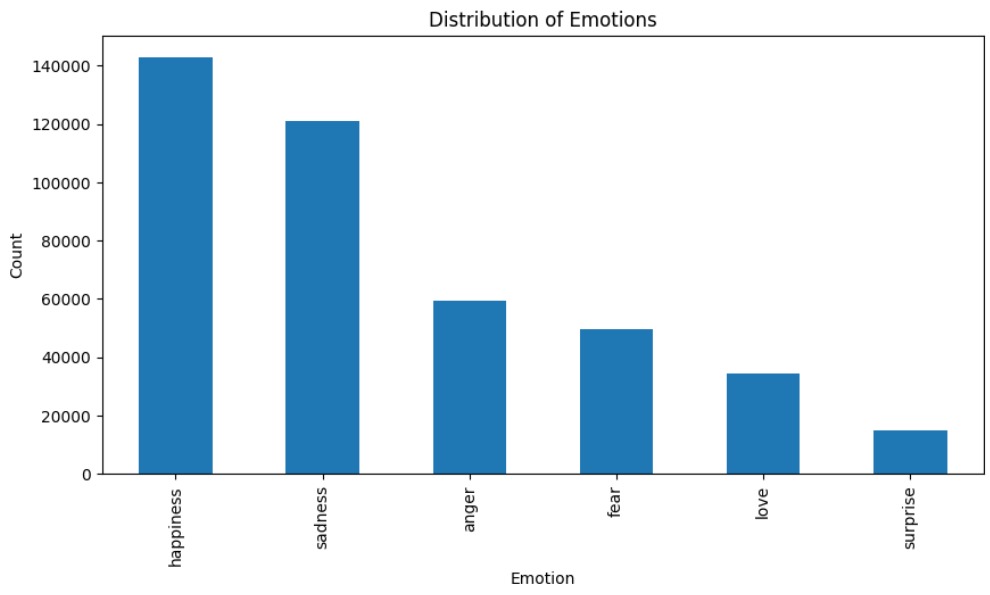 Distribution of Emotions
140000
120000
100000
80000
60000
40000
20000
0
Count
happiness
sadness
anger
fear
love
surprise
Emotion